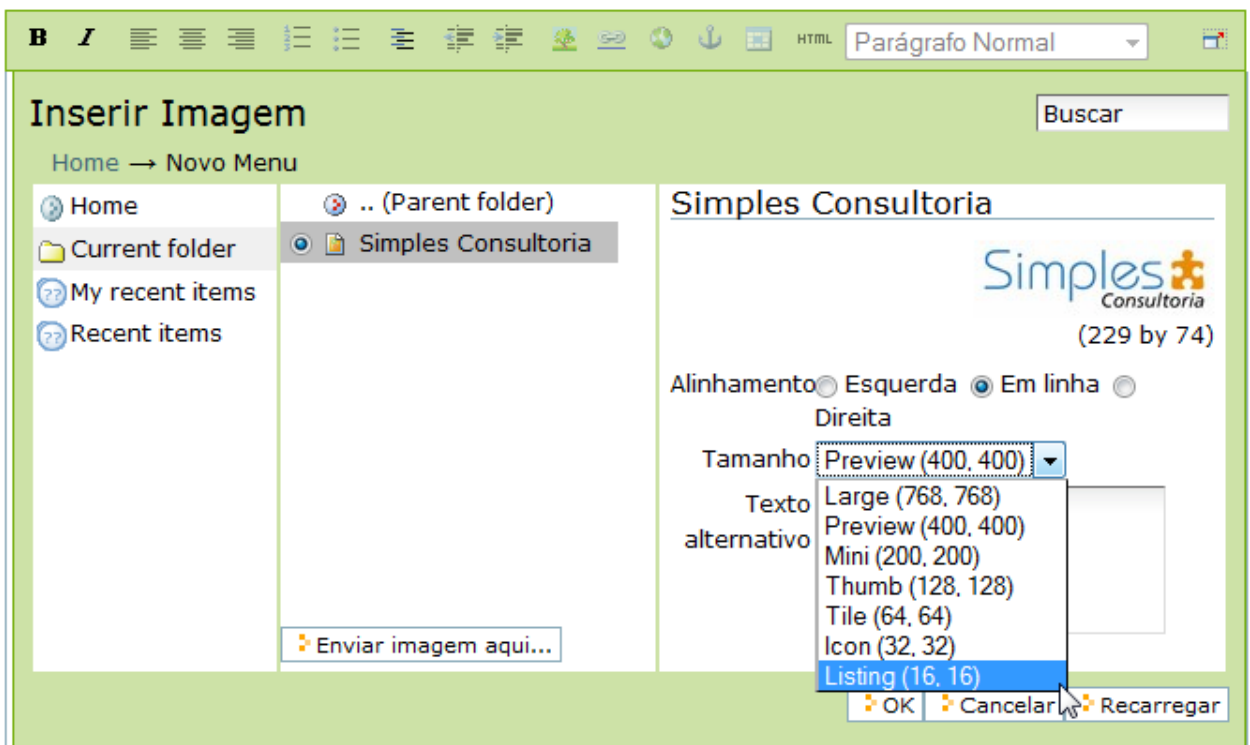 B I HTML Parágrafo Normal
Inserir Imagem
Buscar
Home → Novo Menu
Home
Current folder
?? My recent items
?? Recent items
.. (Parent folder)
Simples Consultoria
Enviar imagem aqui...
Simples Consultoria
Simples
Consultoria
(229 by 74)
Alinhamento Esquerda Em linha
Direita
Tamanho Preview (400, 400)
Texto
alternativo
Large (768, 768)
Preview (400, 400)
Mini (200, 200)
Thumb (128, 128)
Tile (64, 64)
Icon (32, 32)
Listing (16, 16)
OK Cancelar Recarregar